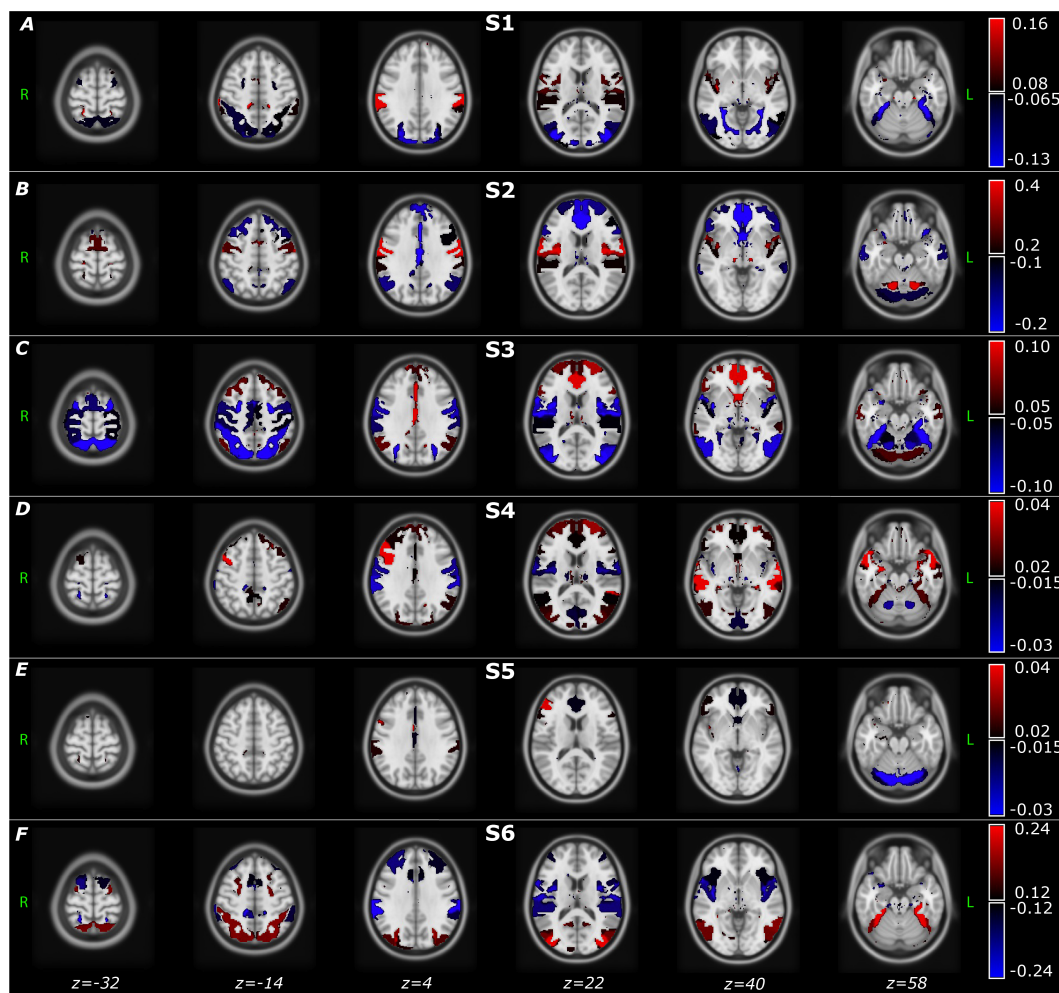 A S1 0.16
0.08
R L
-0.065
-0.13
B S2 0.4
0.2
R L
-0.1
-0.2
C S3 0.10
0.05
R L
-0.05
-0.10
D S4 0.04
0.02
R L
-0.015
-0.03
E S5 0.04
0.02
R L
-0.015
-0.03
F S6 0.24
0.12
R L
-0.12
-0.24
z=-32 z=-14 z=4 z=22 z=40 z=58